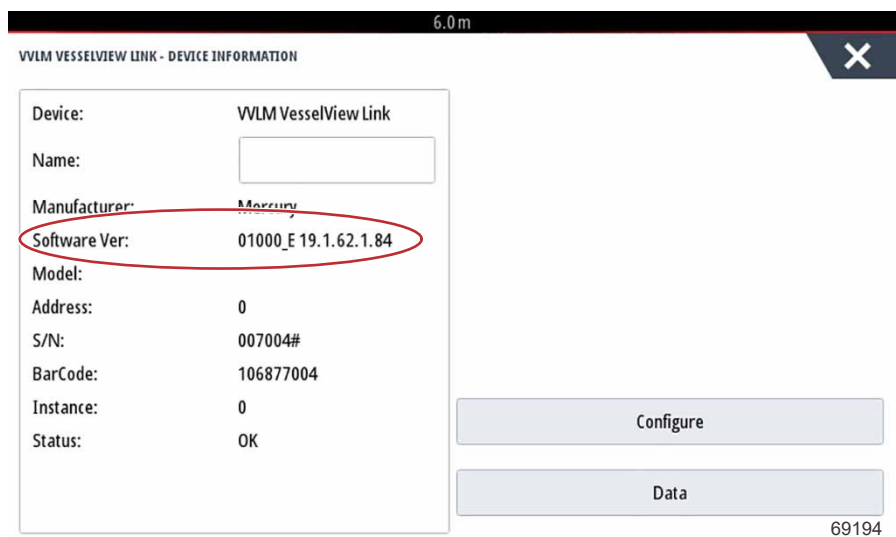 6.0 m
VVLM VESSELVIEW LINK - DEVICE INFORMATION
Device: VVLM VesselView Link
Name:
Manufacturer: Mercury
Software Ver: 01000_E 19.1.62.1.84
Model:
Address: 0
S/N: 007004#
BarCode: 106877004
Instance: 0
Status: OK
Configure
Data
69194